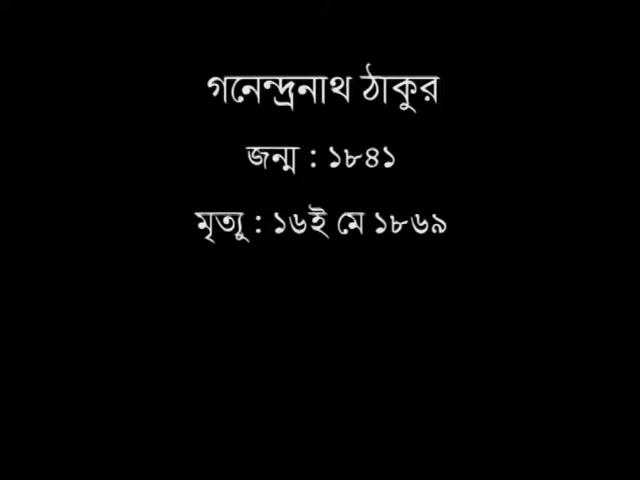 গনেন্দ্রনাথ ঠাকুর
জন্ম : ১৮৪১
মৃত্যু : ১৬ই মে ১৮৬৯